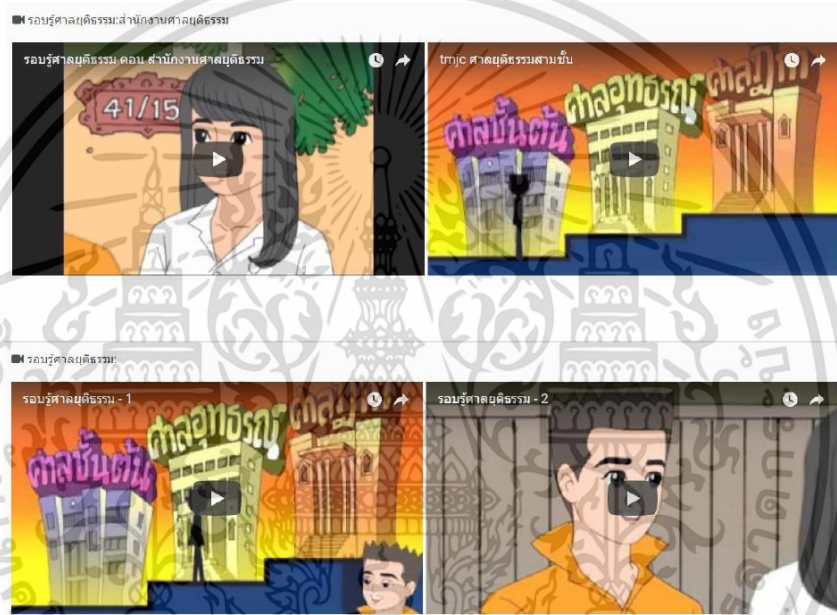 รอบรู้ศาลยุติธรรม:สำนักงานศาลยุติธรรม
รอบรู้ศาลยุติธรรม ตอน สำนักงานศาลยุติธรรม
41/15
tmjc ศาลยุติธรรมสามชั้น
ศาลชั้นต้น
ศาลอุทธรณ์
ศาลฎีกา
รอบรู้ศาลยุติธรรม:
รอบรู้ศาลยุติธรรม - 1
ศาลชั้นต้น
ศาลอุทธรณ์
ศาลฎีกา
รอบรู้ศาลยุติธรรม - 2